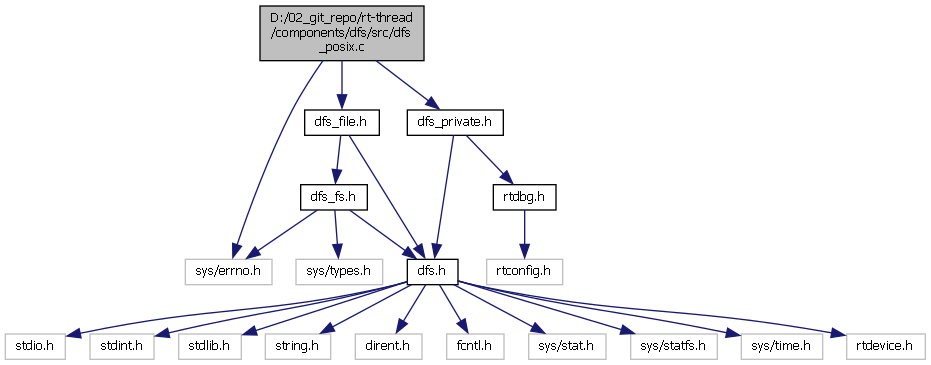 D:/02_git_repo/rt-thread
/components/dfs/src/dfs
_posix.c
dfs_file.h
dfs_private.h
dfs_fs.h
rtdbg.h
sys/errno.h
sys/types.h
dfs.h
rtconfig.h
stdio.h
stdint.h
stdlib.h
string.h
dirent.h
fcntl.h
sys/stat.h
sys/statfs.h
sys/time.h
rtdevice.h